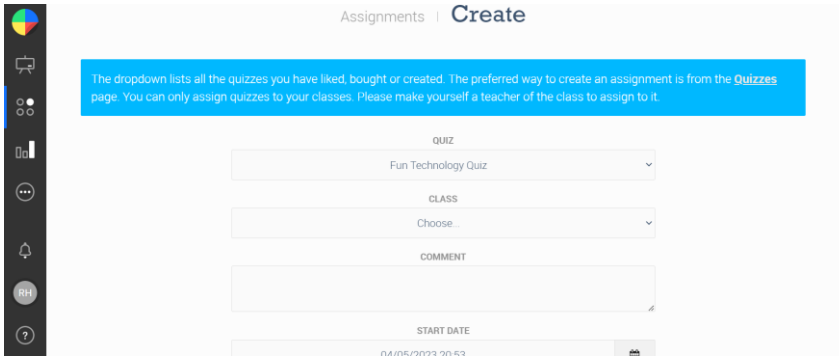 Assignments | Create
The dropdown lists all the quizzes you have liked, bought or created. The preferred way to create an assignment is from the Quizzes
page. You can only assign quizzes to your classes. Please make yourself a teacher of the class to assign to it.
QUIZ
Fun Technology Quiz
CLASS
Choose...
COMMENT
RH
START DATE
?
04/05/2023 20:53